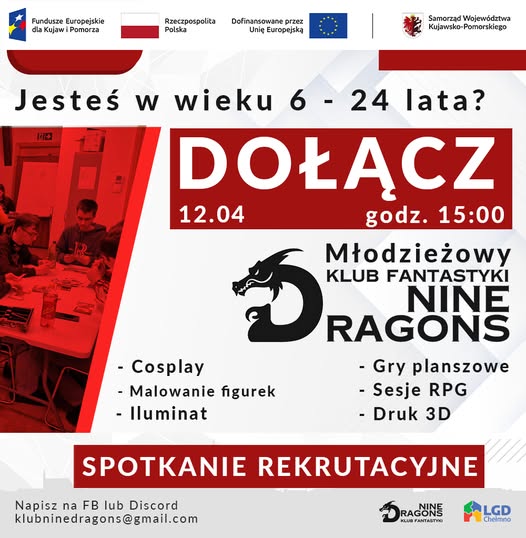 Fundusze Europejskie
dla Kujaw i Pomorza
Rzeczpospolita
Polska
Dofinansowane przez
Unię Europejską
Samorząd Województwa
Kujawsko-Pomorskiego
Jesteś w wieku 6 - 24 lata?
DOŁĄCZ
12.04 godz. 15:00
Młodzieżowy
KLUB FANTASTYKI
NINE
DRAGONS
- Cosplay
- Malowanie figurek
- Iluminat
- Gry planszowe
- Sesje RPG
- Druk 3D
SPOTKANIE REKRUTACYJNE
Napisz na FB lub Discord
klubninedragons@gmail.com
NINE
DRAGONS
KLUB FANTASTYKI
LGD
Chełmno